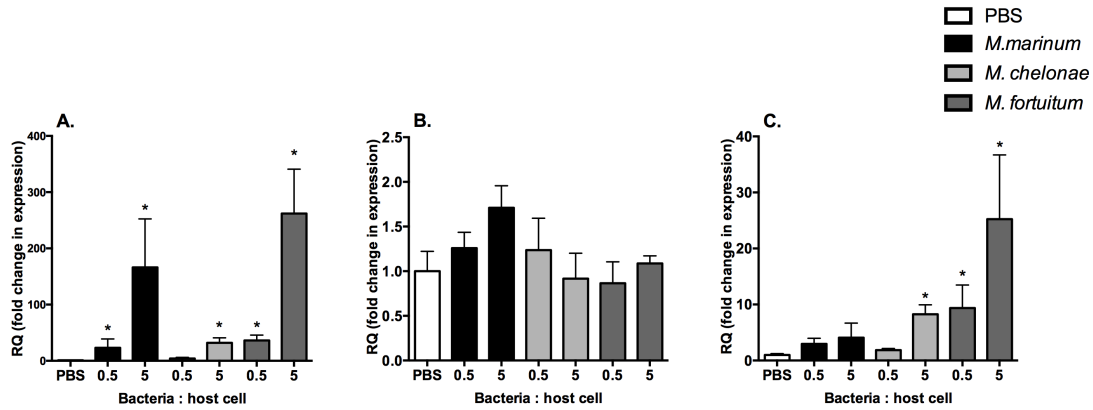 PBS
M.marinum
M. chelonae
M. fortuitum
A.
RQ (fold change in expression)
400
300
200
100
0
*
*
*
*
*
PBS 0.5 5 0.5 5 0.5 5
Bacteria : host cell
B.
RQ (fold change in expression)
2.5
2.0
1.5
1.0
0.5
0.0
PBS 0.5 5 0.5 5 0.5 5
Bacteria : host cell
C.
RQ (fold change in expression)
40
30
20
10
0
*
*
*
PBS 0.5 5 0.5 5 0.5 5
Bacteria : host cell